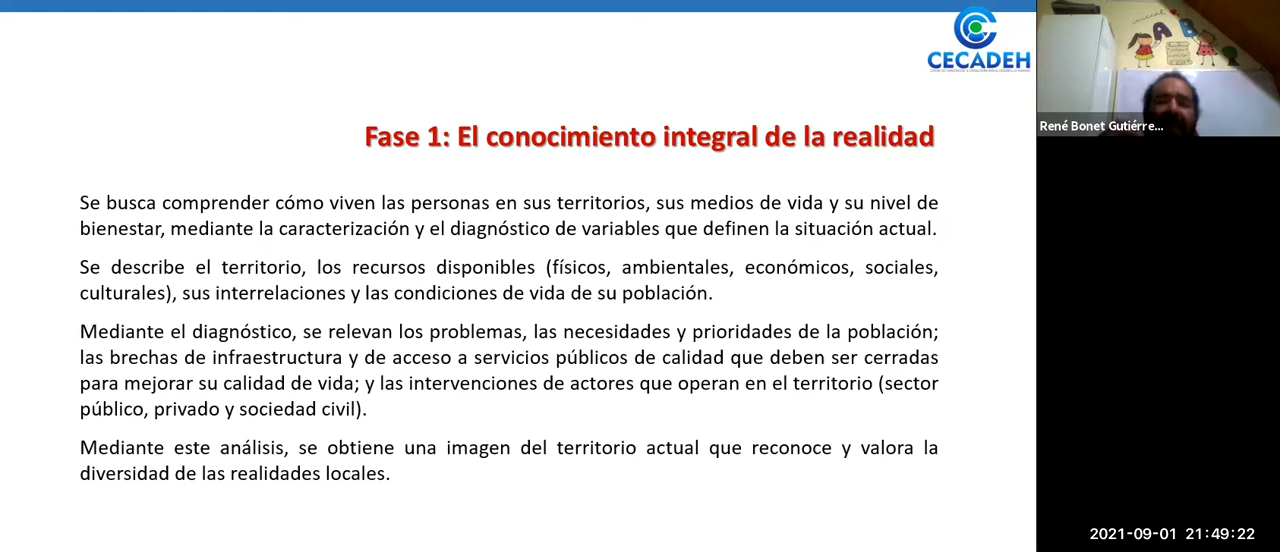 CECADEH
Fase 1: El conocimiento integral de la realidad
René Bonet Gutiérre...
Se busca comprender cómo viven las personas en sus territorios, sus medios de vida y su nivel de
bienestar, mediante la caracterización y el diagnóstico de variables que definen la situación actual.
Se describe el territorio, los recursos disponibles (físicos, ambientales, económicos, sociales,
culturales), sus interrelaciones y las condiciones de vida de su población.
Mediante el diagnóstico, se relevan los problemas, las necesidades y prioridades de la población;
las brechas de infraestructura y de acceso a servicios públicos de calidad que deben ser cerradas
para mejorar su calidad de vida; y las intervenciones de actores que operan en el territorio (sector
público, privado y sociedad civil).
Mediante este análisis, se obtiene una imagen del territorio actual que reconoce y valora la
diversidad de las realidades locales.
2021-09-01 21:49:22